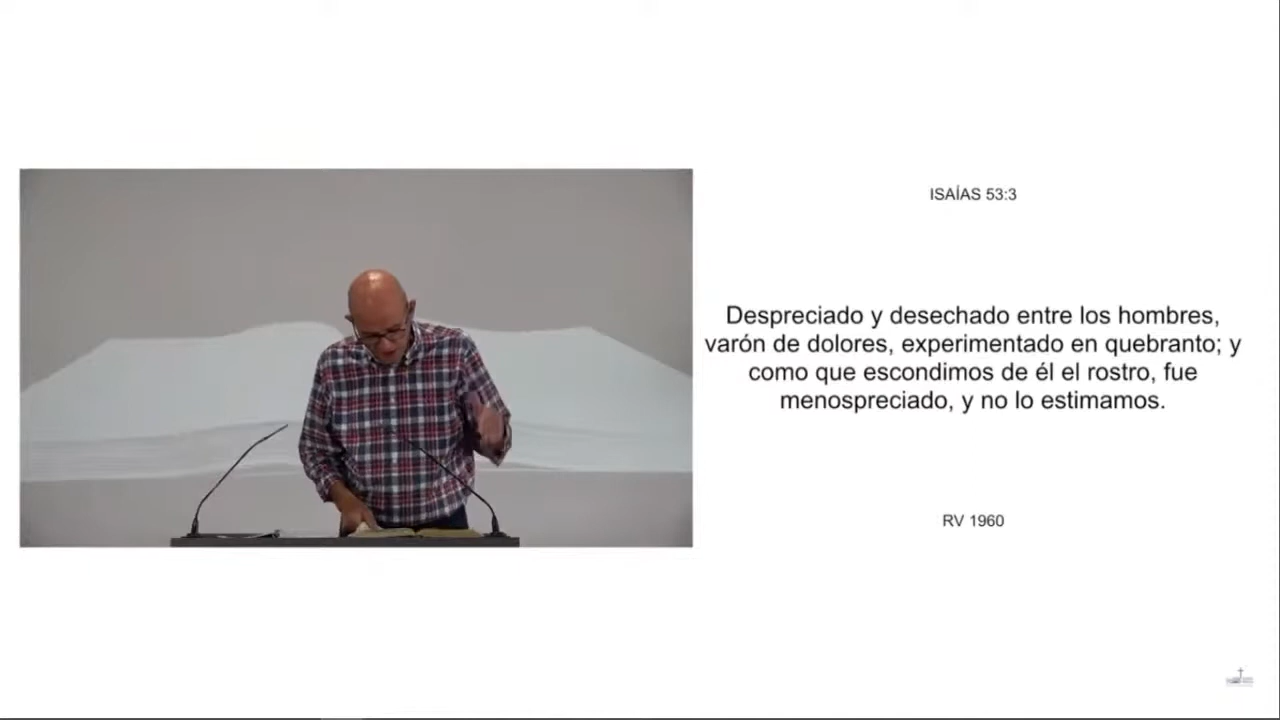 ISAÍAS 53:3
Despreciado y desechado entre los hombres,
varón de dolores, experimentado en quebranto; y
como que escondimos de él el rostro, fue
menospreciado, y no lo estimamos.
RV 1960